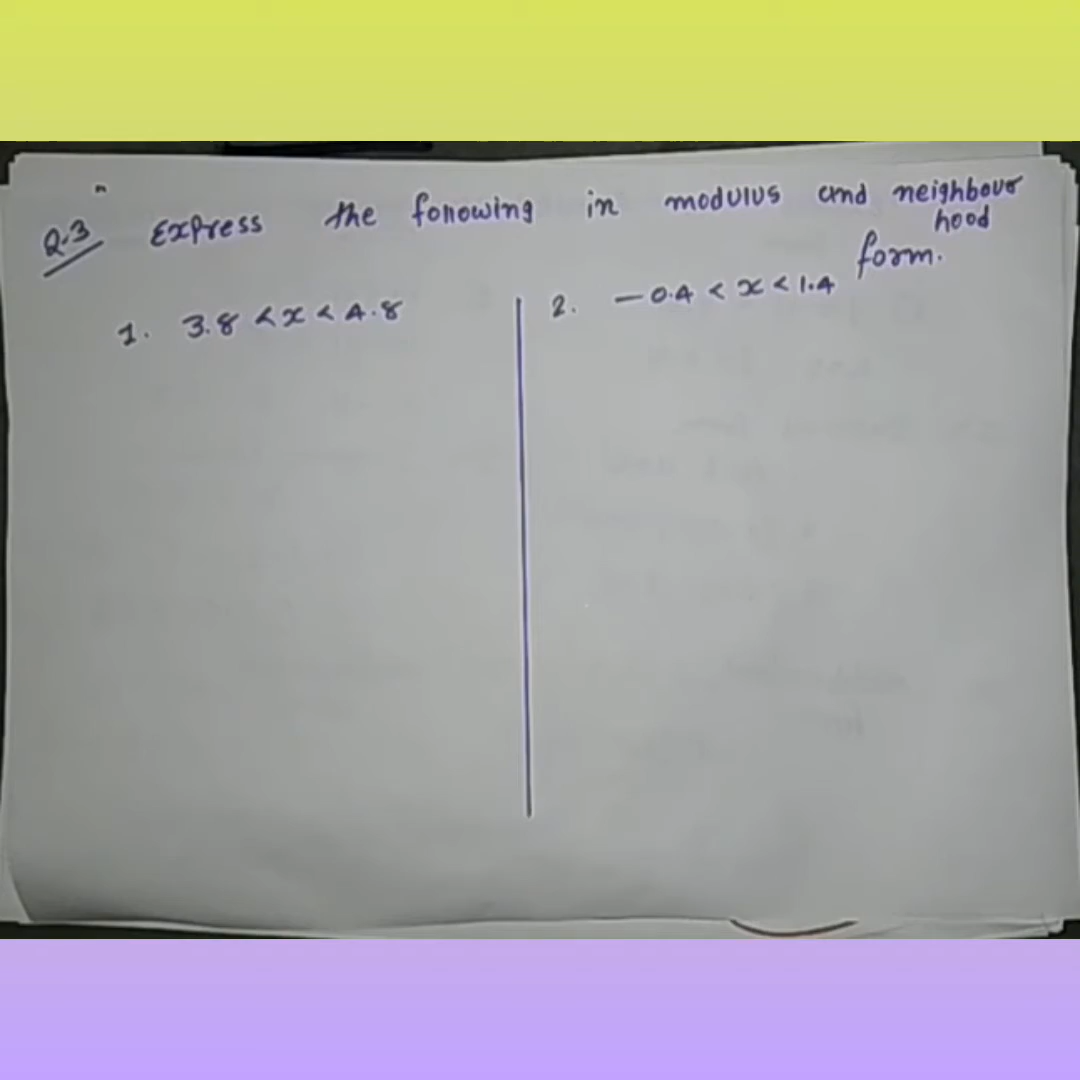 Q.3 Express the following in modulus and neighbour
hood
form.
1. 3.8 < x < 4.8
2. - 0.4 < x < 1.4